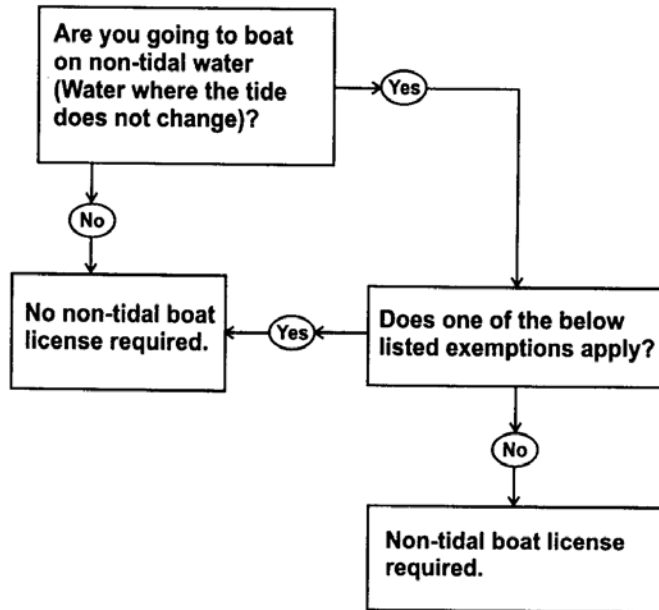 Are you going to boat
on non-tidal water
(Water where the tide
does not change)?
Yes
No
No non-tidal boat
license required.
Yes
Does one of the below
listed exemptions apply?
No
Non-tidal boat license
required.